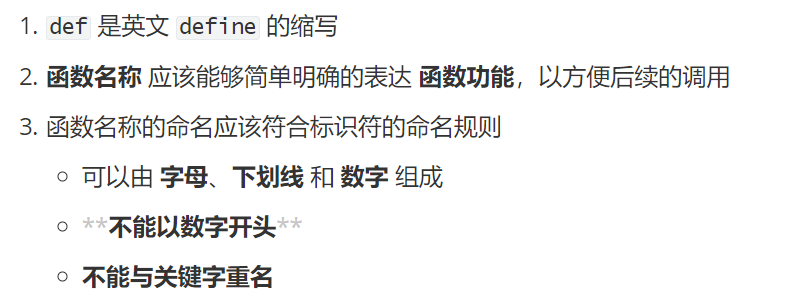 1. def 是英文 define 的缩写
2. 函数名称 应该能够简单明确的表达 函数功能，以方便后续的调用
3. 函数名称的命名应该符合标识符的命名规则
○ 可以由 字母、下划线 和 数字 组成
○ **不能以数字开头**
○ 不能与关键字重名